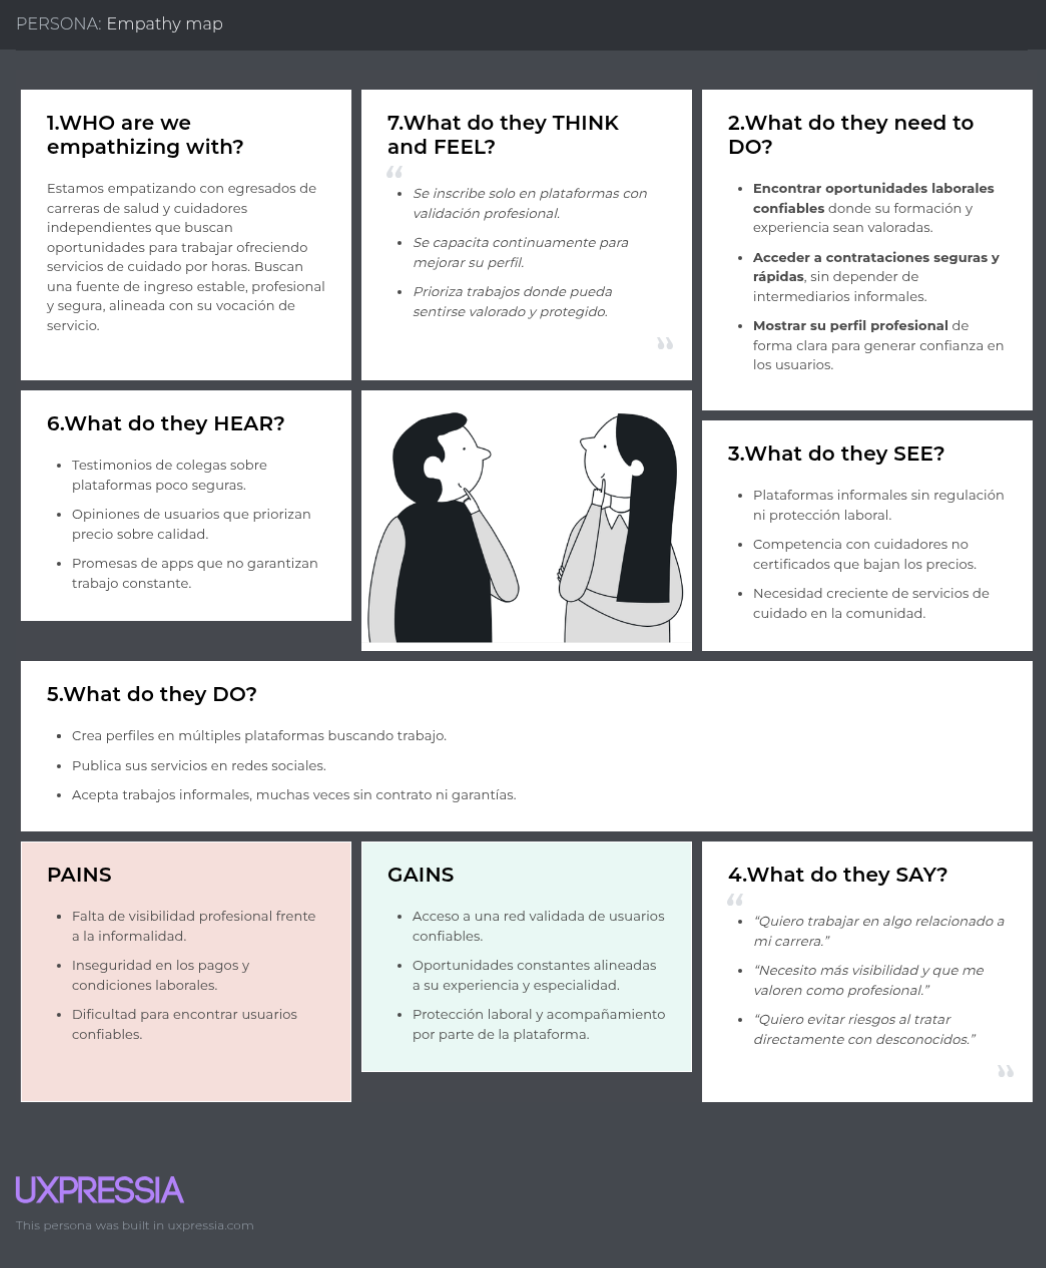 PERSONA: Empathy map
1.WHO are we
empathizing with?
Estamos empatizando con egresados de
carreras de salud y cuidadores
independientes que buscan
oportunidades para trabajar ofreciendo
servicios de cuidado por horas. Buscan
una fuente de ingreso estable, profesional
y segura, alineada con su vocación de
servicio.
7.What do they THINK
and FEEL?
“
• Se inscribe solo en plataformas con
validación profesional.
• Se capacita continuamente para
mejorar su perfil.
• Prioriza trabajos donde pueda
sentirse valorado y protegido.
”
2.What do they need to
DO?
• Encontrar oportunidades laborales
confiables donde su formación y
experiencia sean valoradas.
• Acceder a contrataciones seguras y
rápidas, sin depender de
intermediarios informales.
• Mostrar su perfil profesional de
forma clara para generar confianza en
los usuarios.
6.What do they HEAR?
• Testimonios de colegas sobre
plataformas poco seguras.
• Opiniones de usuarios que priorizan
precio sobre calidad.
• Promesas de apps que no garantizan
trabajo constante.
3.What do they SEE?
• Plataformas informales sin regulación
ni protección laboral.
• Competencia con cuidadores no
certificados que bajan los precios.
• Necesidad creciente de servicios de
cuidado en la comunidad.
5.What do they DO?
• Crea perfiles en múltiples plataformas buscando trabajo.
• Publica sus servicios en redes sociales.
• Acepta trabajos informales, muchas veces sin contrato ni garantías.
PAINS
• Falta de visibilidad profesional frente
a la informalidad.
• Inseguridad en los pagos y
condiciones laborales.
• Dificultad para encontrar usuarios
confiables.
GAINS
• Acceso a una red validada de usuarios
confiables.
• Oportunidades constantes alineadas
a su experiencia y especialidad.
• Protección laboral y acompañamiento
por parte de la plataforma.
4.What do they SAY?
“
• “Quiero trabajar en algo relacionado a
mi carrera.”
• “Necesito más visibilidad y que me
valoren como profesional.”
• “Quiero evitar riesgos al tratar
directamente con desconocidos.”
”
UXPRESSIA
This persona was built in uxpressia.com